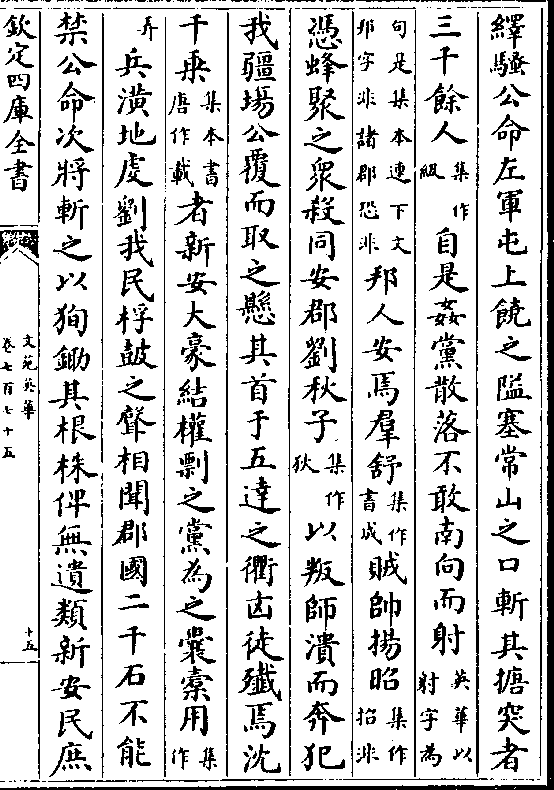 繹騷公命左軍屯上饒之隘塞常山之口斬其搪突者
三千餘人集作級自是姦黨散落不敢南向而射英華以射字為
句是集本連下文邦字非諸郡恐非邦人安焉羣舒集作書成賊帥揚昭集作招非
憑蜂聚之衆殺同安郡劉秋子集作狄以叛師潰而奔犯
我疆場公覆而取之懸其首于五達之衢凶徒殲焉沈
千乗集本書唐作載者新安大豪結權剽之黨為之囊橐用集作
弄兵潢地虔劉我民桴鼓之聲相聞郡國二千石不能
禁公命次將斬之以狥鋤其根株俾無遺類新安民庶
欽定四庫全書
文苑英華
卷七百七十五
十五